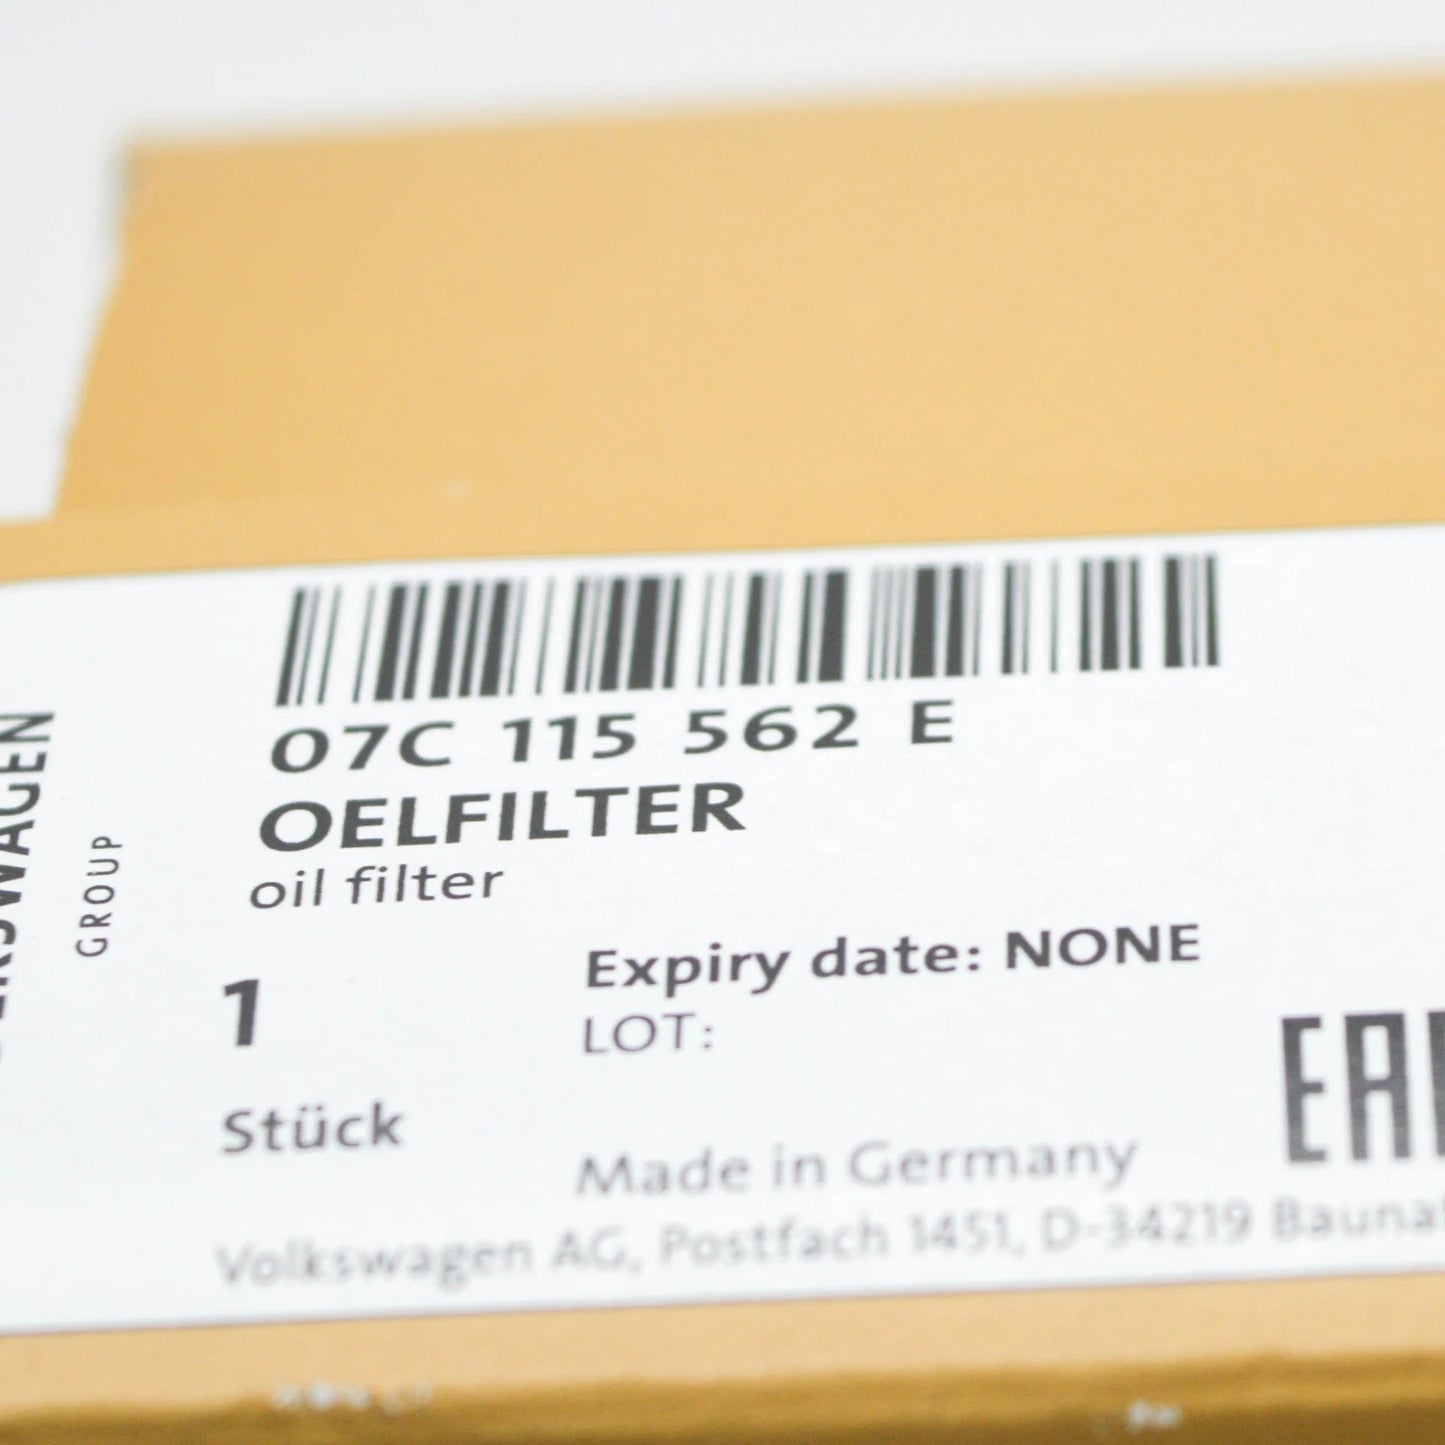 GROUP
07C 115 562 E
OELFILTER
oil filter
1
Stück
Expiry date: NONE
LOT:
Made in Germany
Volkswagen AG, Postfach 1451, D-34219